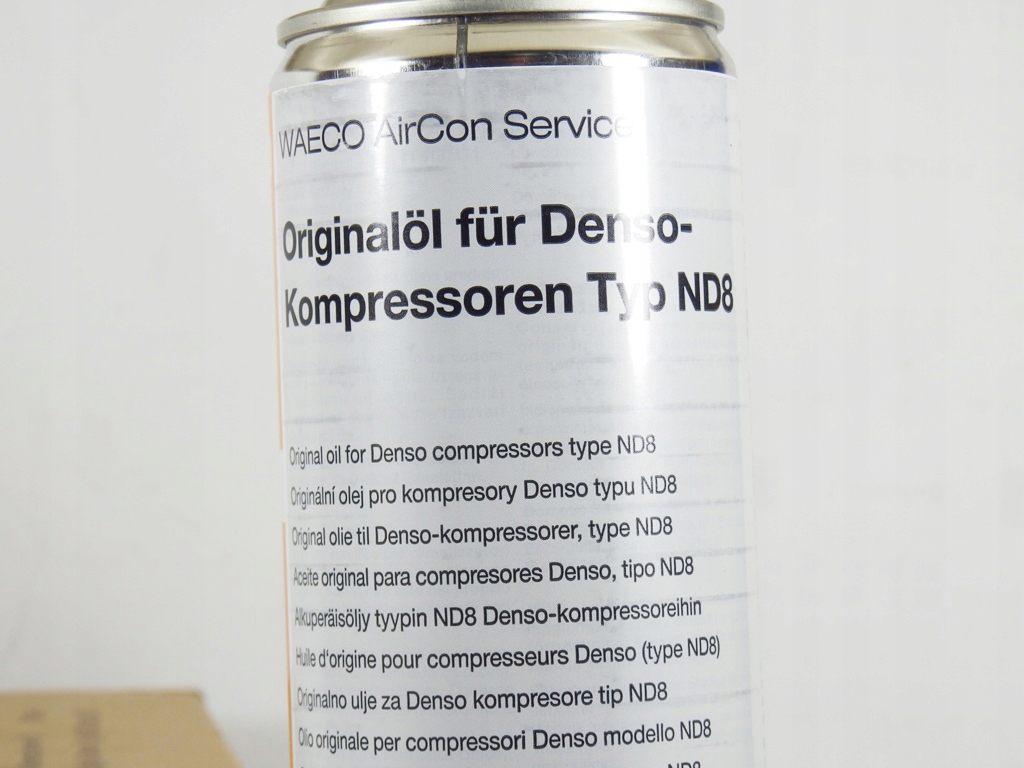 WAECO AirCon Service
Originalöl für Denso-
Kompressoren Typ ND8
Original oil for Denso compressors type ND8
Originální olej pro kompresory Denso typu ND8
Original olie til Denso-kompressorer, type ND8
Aceite original para compresores Denso, tipo ND8
Alkuperäisöljy tyypin ND8 Denso-kompressoreihin
Huile d'origine pour compresseurs Denso (type ND8)
Originalno ulje za Denso kompresore tip ND8
Olio originale per compressori Denso modello ND8
ND8